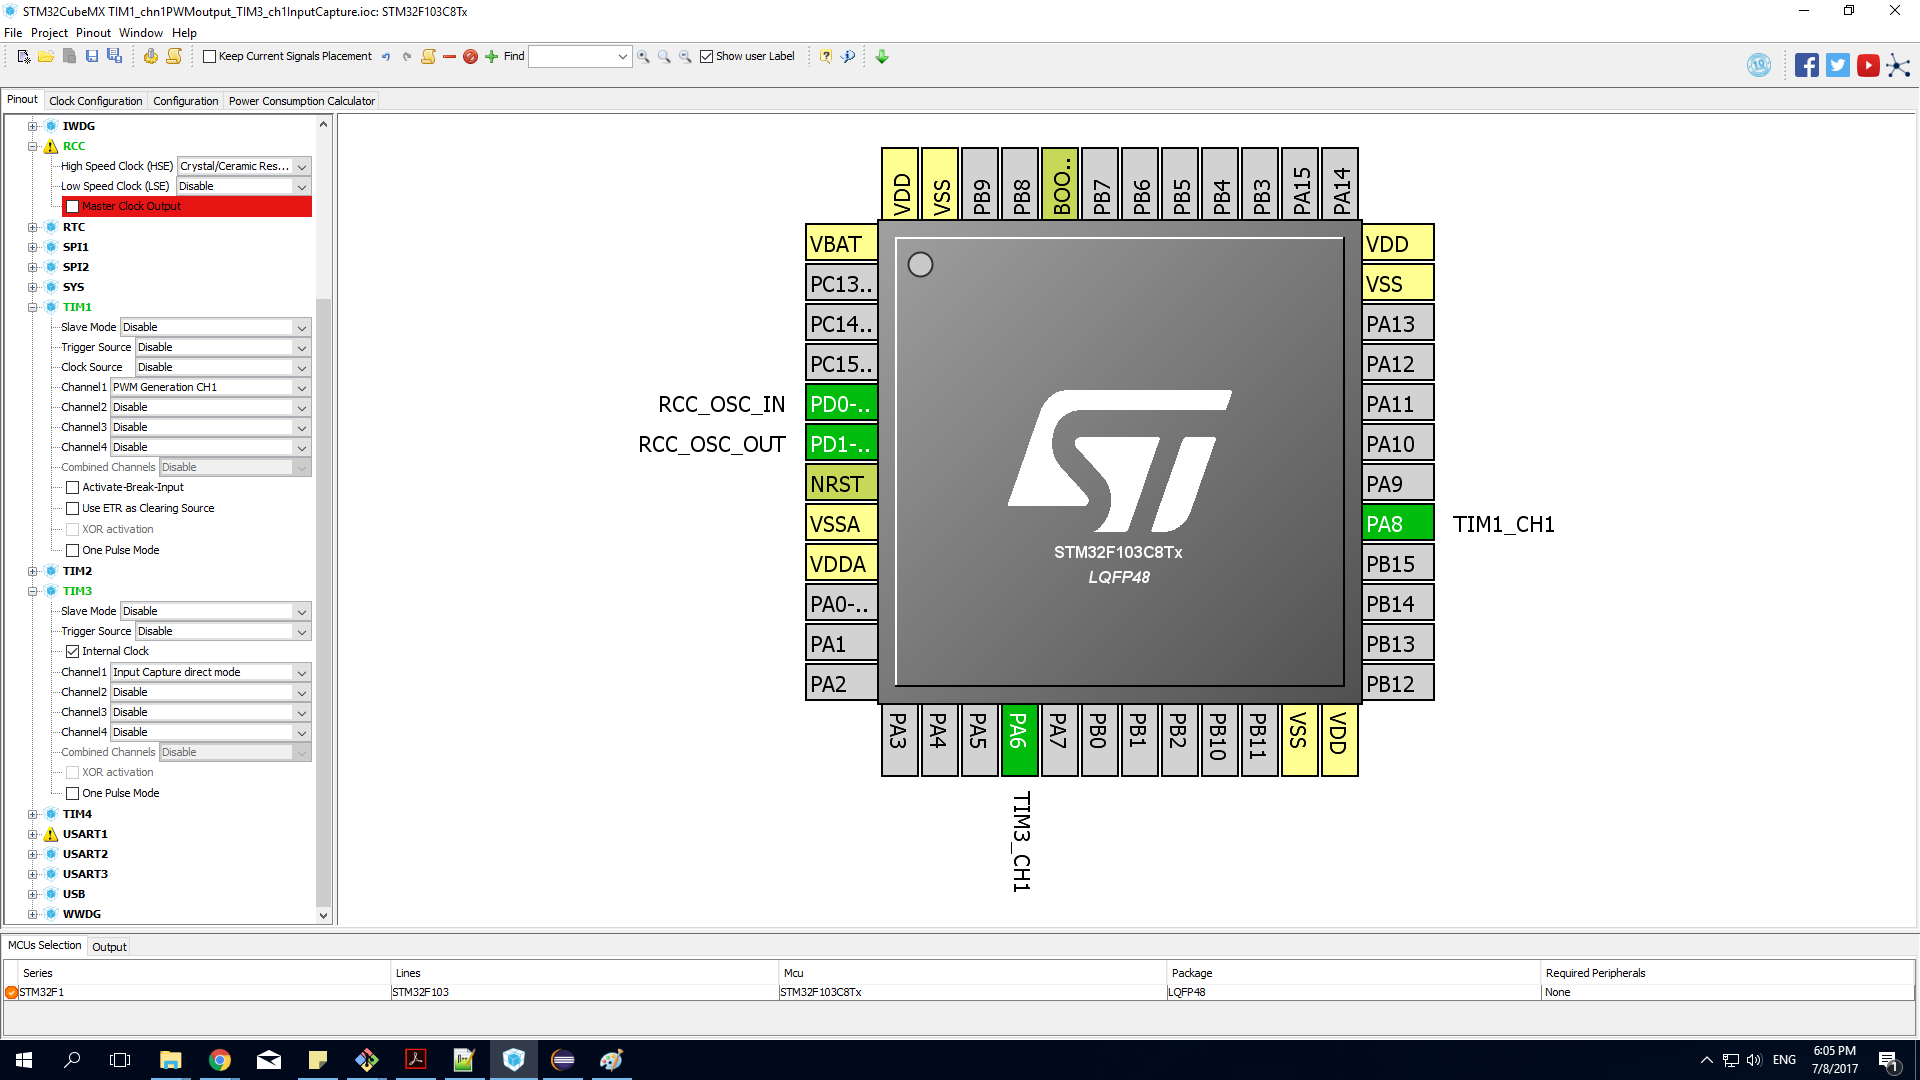 STM32CubeMX TIM1_chn1PWMoutput_TIM3_ch1InputCapture.ioc: STM32F103C8Tx
File Project Pinout Window Help
Keep Current Signals Placement Find Show user Label
Pinout Clock Configuration Configuration Power Consumption Calculator
IWDG
RCC
High Speed Clock (HSE) Crystal/Ceramic Res...
Low Speed Clock (LSE) Disable
Master Clock Output
RTC
SPI1
SPI2
SYS
TIM1
Slave Mode Disable
Trigger Source Disable
Clock Source Disable
Channel1 PWM Generation CH1
Channel2 Disable
Channel3 Disable
Channel4 Disable
Combined Channels Disable
Activate-Break-Input
Use ETR as Clearing Source
XOR activation
One Pulse Mode
TIM2
TIM3
Slave Mode Disable
Trigger Source Disable
Internal Clock
Channel1 Input Capture direct mode
Channel2 Disable
Channel3 Disable
Channel4 Disable
Combined Channels Disable
XOR activation
One Pulse Mode
TIM4
USART1
USART2
USART3
USB
WWDG
VDD VSS PB9 PB8 BOO.. PB7 PB6 PB5 PB4 PB3 PA15 PA14
VBAT
PC13..
PC14..
PC15..
RCC_OSC_IN PD0-..
RCC_OSC_OUT PD1-..
NRST
VSSA
VDDA
PA0-..
PA1
PA2
ST
STM32F103C8Tx
LQFP48
VDD
VSS
PA13
PA12
PA11
PA10
PA9
PA8 TIM1_CH1
PB15
PB14
PB13
PB12
PA3 PA4 PA5 PA6 PA7 PB0 PB1 PB2 PB10 PB11 VSS VDD
TIM3_CH1
MCUs Selection Output
Series Lines Mcu Package Required Peripherals
STM32F1 STM32F103 STM32F103C8Tx LQFP48 None
ENG
6:05 PM
7/8/2017
1